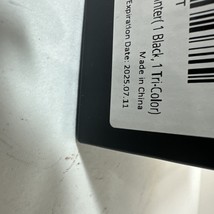 nter( 1 Black, 1 Tri-Color)
Made in China
Expiration Date: 2025.07.11